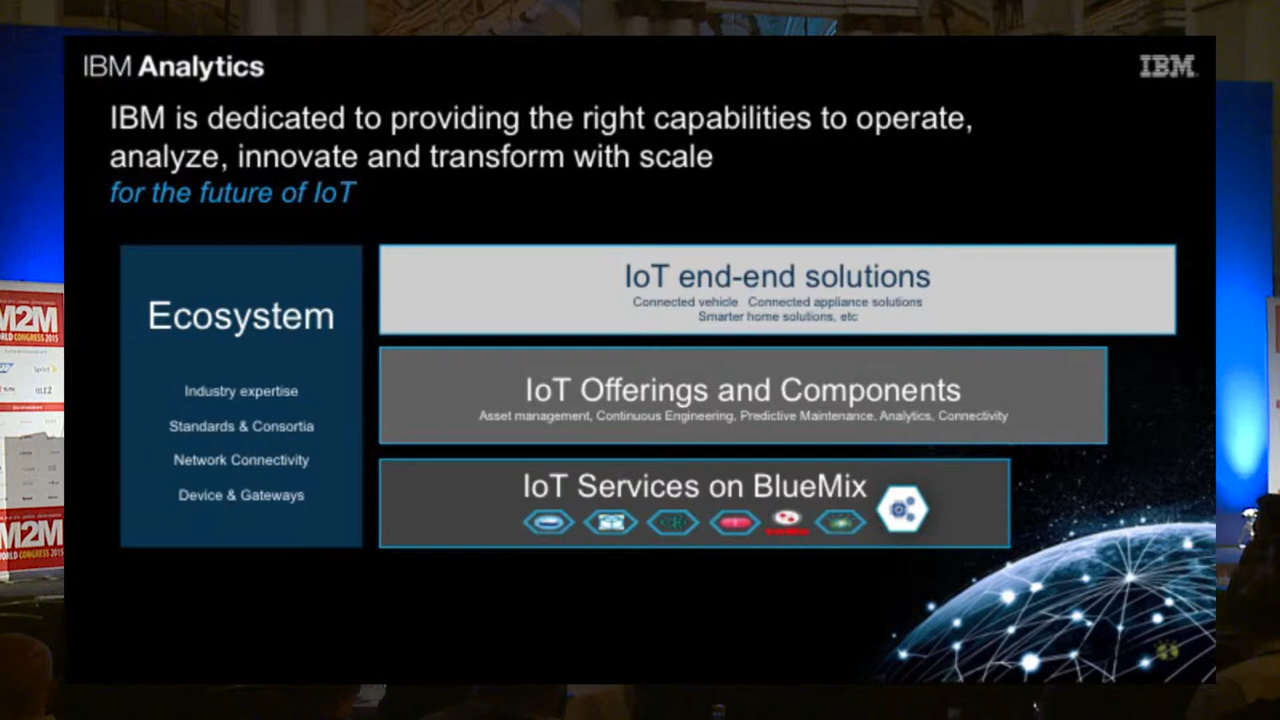 IBM Analytics
IBM
IBM is dedicated to providing the right capabilities to operate,
analyze, innovate and transform with scale
for the future of IoT
Ecosystem
Industry expertise
Standards & Consortia
Network Connectivity
Device & Gateways
IoT end-end solutions
Connected vehicle Connected appliance solutions
Smarter home solutions, etc
IoT Offerings and Components
Asset management, Continuous Engineering, Predictive Maintenance, Analytics, Connectivity
IoT Services on BlueMix
M2M
WORLD CONGRESS 2015
SAP
Sprint
TELE2
M2M
WORLD CONGRESS 2015